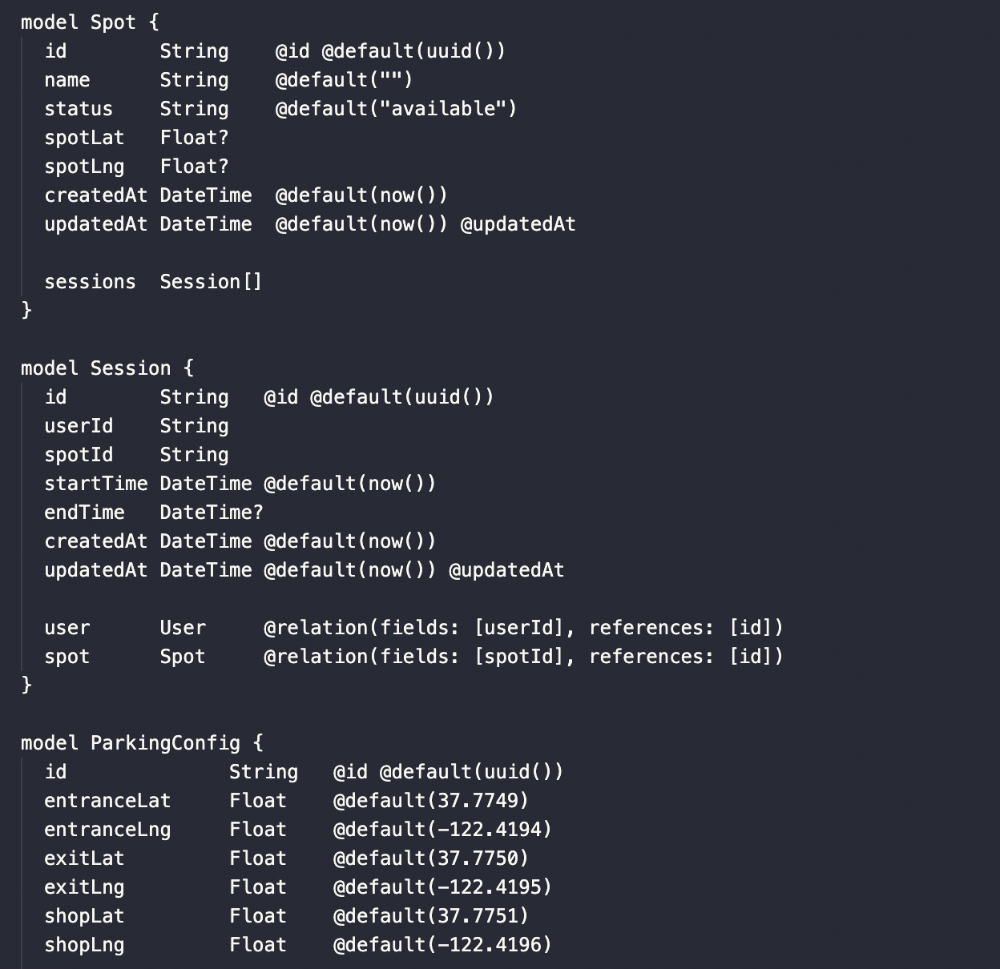 model Spot {
  id        String    @id @default(uuid())
  name      String    @default("")
  status    String    @default("available")
  spotLat   Float?
  spotLng   Float?
  createdAt DateTime  @default(now())
  updatedAt DateTime  @default(now()) @updatedAt

  sessions  Session[]
}

model Session {
  id        String   @id @default(uuid())
  userId    String
  spotId    String
  startTime DateTime @default(now())
  endTime   DateTime?
  createdAt DateTime @default(now())
  updatedAt DateTime @default(now()) @updatedAt

  user      User     @relation(fields: [userId], references: [id])
  spot      Spot     @relation(fields: [spotId], references: [id])
}

model ParkingConfig {
  id              String   @id @default(uuid())
  entranceLat     Float    @default(37.7749)
  entranceLng     Float    @default(-122.4194)
  exitLat         Float    @default(37.7750)
  exitLng         Float    @default(-122.4195)
  shopLat         Float    @default(37.7751)
  shopLng         Float    @default(-122.4196)